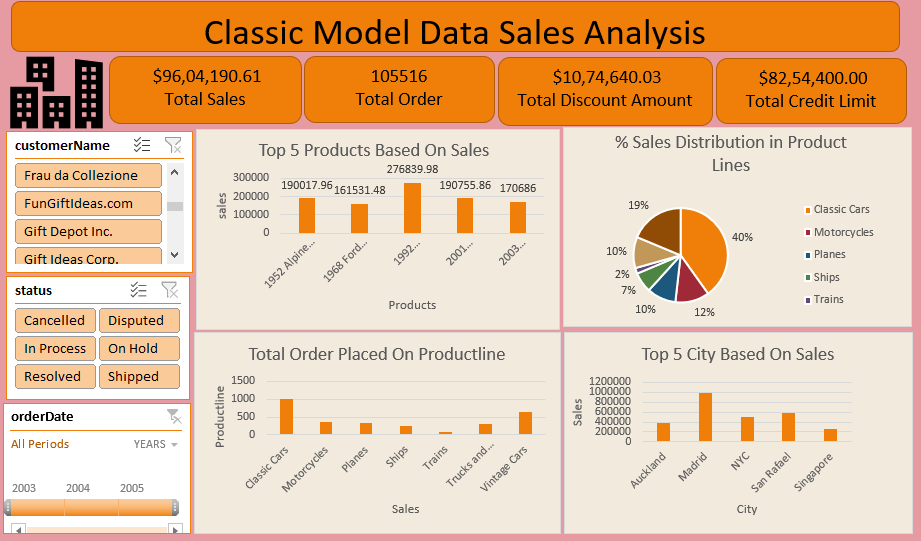 Classic Model Data Sales Analysis
$96,04,190.61
Total Sales
105516
Total Order
$10,74,640.03
Total Discount Amount
$82,54,400.00
Total Credit Limit
customerName
Frau da Collezione
FunGiftIdeas.com
Gift Depot Inc.
Gift Ideas Corp.
status
Cancelled
Disputed
In Process
On Hold
Resolved
Shipped
orderDate
All Periods
YEARS
2003
2004
2005
Top 5 Products Based On Sales
sales
300000
200000
100000
0
190017.96
161531.48
276839.98
190755.86
170686
1952 Alpine...
1968 Ford...
1992...
2001...
2003...
Products
% Sales Distribution in Product
Lines
40%
12%
10%
7%
2%
10%
19%
Classic Cars
Motorcycles
Planes
Ships
Trains
Total Order Placed On Productline
Productline
1500
1000
500
0
Classic Cars
Motorcycles
Planes
Ships
Trains
Trucks and...
Vintage Cars
Sales
Top 5 City Based On Sales
Sales
1200000
1000000
800000
600000
400000
200000
0
Auckland
Madrid
NYC
San Rafael
Singapore
City